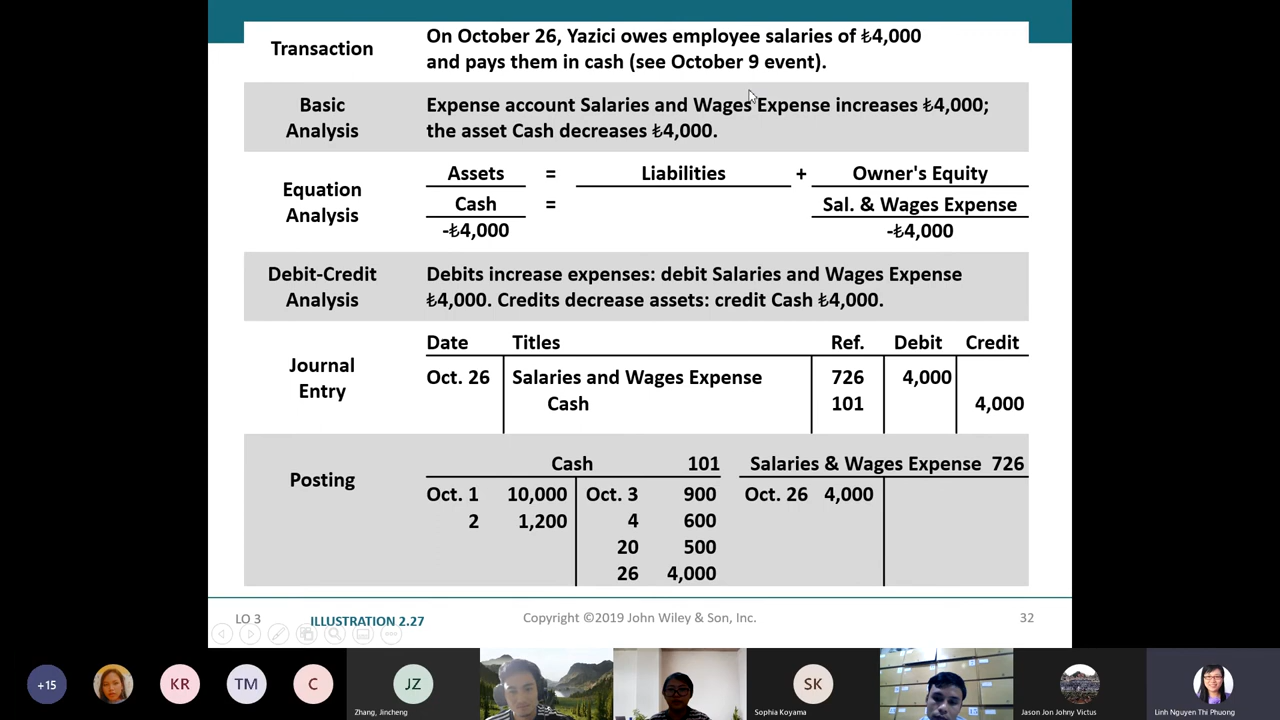 Transaction
On October 26, Yazici owes employee salaries of ₺4,000
and pays them in cash (see October 9 event).
Basic
Analysis
Expense account Salaries and Wages Expense increases ₺4,000;
the asset Cash decreases ₺4,000.
Equation
Analysis
Assets = Liabilities + Owner's Equity
Cash = Sal. & Wages Expense
-₺4,000 -₺4,000
Debit-Credit
Analysis
Debits increase expenses: debit Salaries and Wages Expense
₺4,000. Credits decrease assets: credit Cash ₺4,000.
Journal
Entry
Date Titles Ref. Debit Credit
Oct. 26 Salaries and Wages Expense 726 4,000
Cash 101 4,000
Posting
Cash 101 Salaries & Wages Expense 726
Oct. 1 10,000 Oct. 3 900 Oct. 26 4,000
2 1,200 4 600
20 500
26 4,000
LO 3 ILLUSTRATION 2.27 Copyright ©2019 John Wiley & Son, Inc. 32
+15 KR TM C JZ SK
Zhang, Jincheng Sophia Koyama Jason Jon Johny Victus Linh Nguyen Thi Phuong